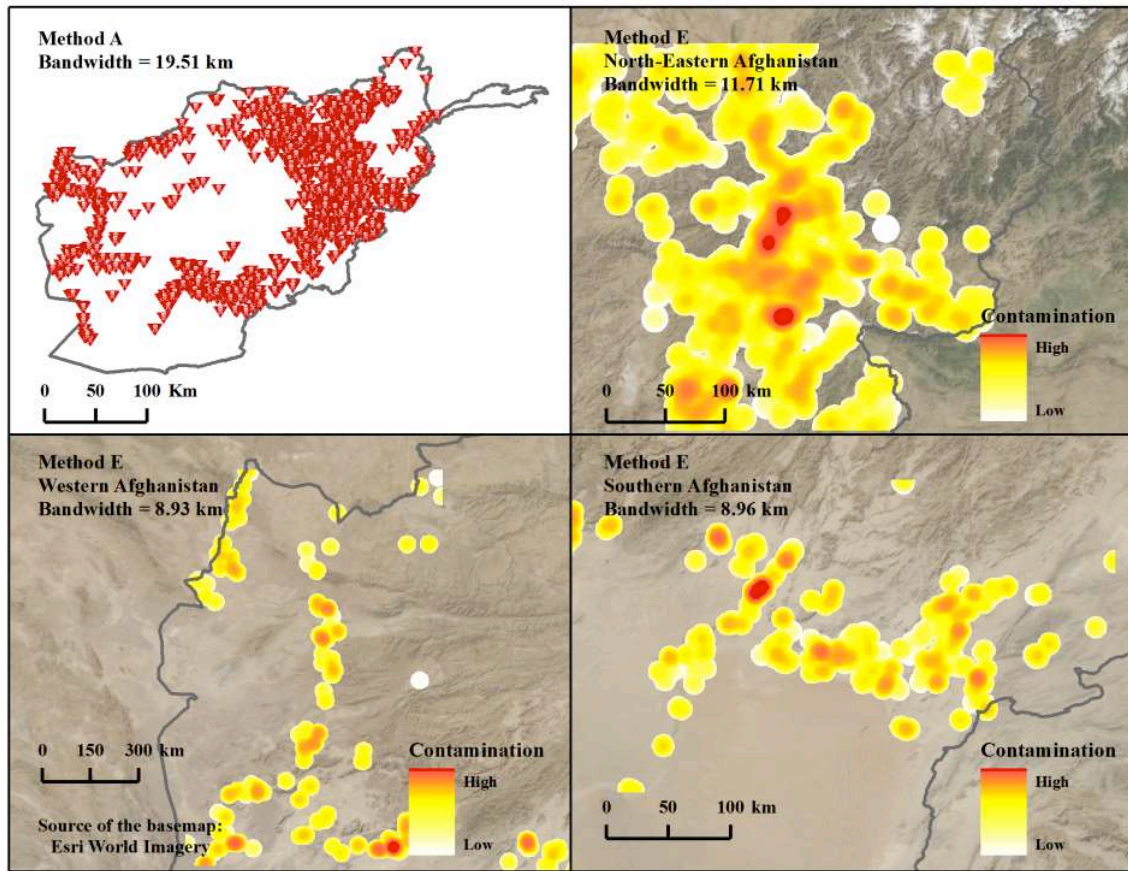 Method A
Bandwidth = 19.51 km
0 50 100 Km
Method E
North-Eastern Afghanistan
Bandwidth = 11.71 km
Contamination
High
Low
0 50 100 km
Method E
Western Afghanistan
Bandwidth = 8.93 km
0 150 300 km
Contamination
High
Low
Source of the basemap:
Esri World Imagery
Method E
Southern Afghanistan
Bandwidth = 8.96 km
Contamination
High
Low
0 50 100 km